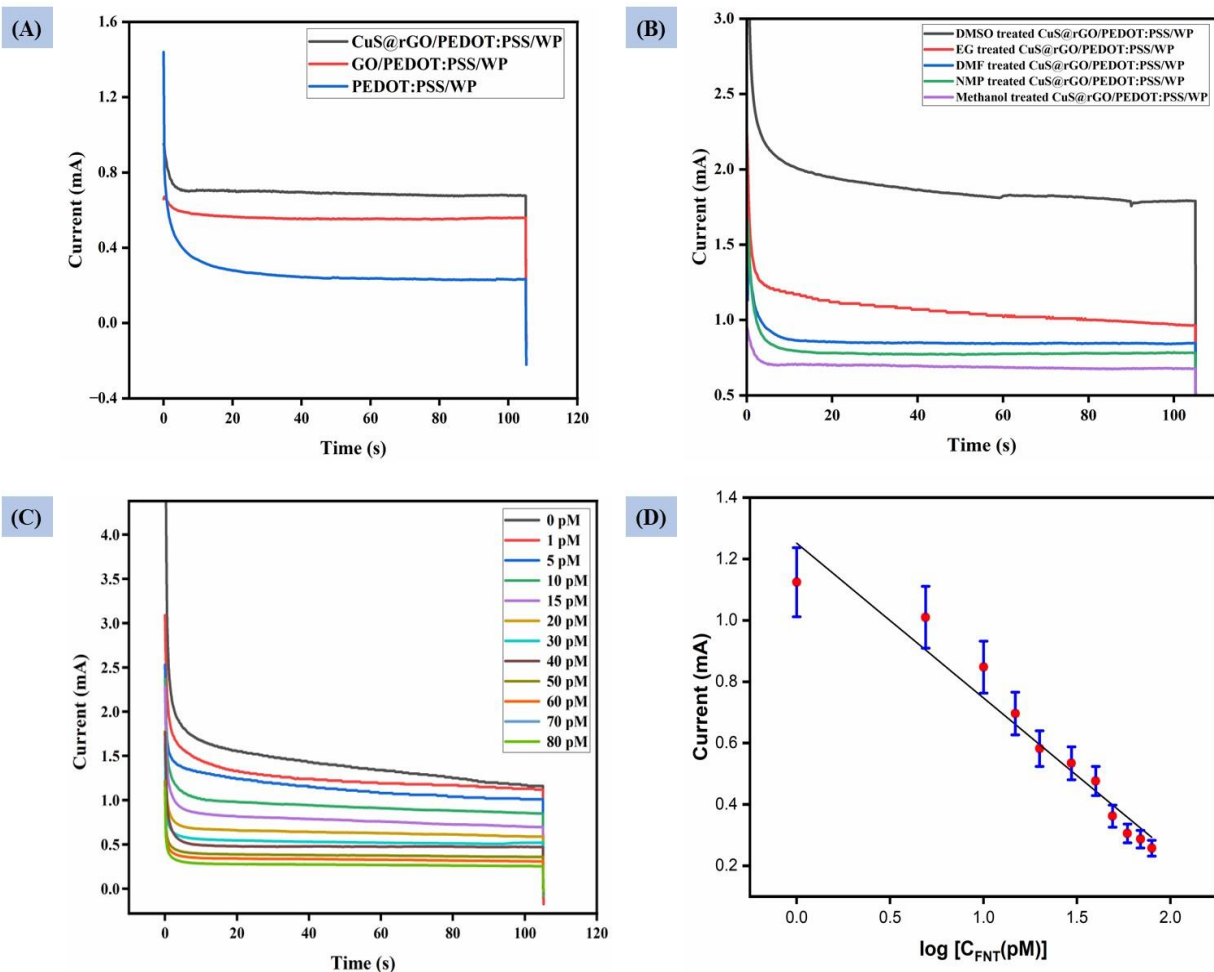 (A)
1.6
1.2
0.8
0.4
0.0
−0.4
Current (mA)
CuS@rGO/PEDOT:PSS/WP
GO/PEDOT:PSS/WP
PEDOT:PSS/WP
0 20 40 60 80 100 120
Time (s)
(B)
3.0
2.5
2.0
1.5
1.0
0.5
Current (mA)
DMSO treated CuS@rGO/PEDOT:PSS/WP
EG treated CuS@rGO/PEDOT:PSS/WP
DMF treated CuS@rGO/PEDOT:PSS/WP
NMP treated CuS@rGO/PEDOT:PSS/WP
Methanol treated CuS@rGO/PEDOT:PSS/WP
0 20 40 60 80 100
Time (s)
(C)
4.0
3.5
3.0
2.5
2.0
1.5
1.0
0.5
0.0
Current (mA)
0 pM
1 pM
5 pM
10 pM
15 pM
20 pM
30 pM
40 pM
50 pM
60 pM
70 pM
80 pM
0 20 40 60 80 100 120
Time (s)
(D)
1.4
1.2
1.0
0.8
0.6
0.4
0.2
Current (mA)
0.0 0.5 1.0 1.5 2.0
log [C_FNT(pM)]